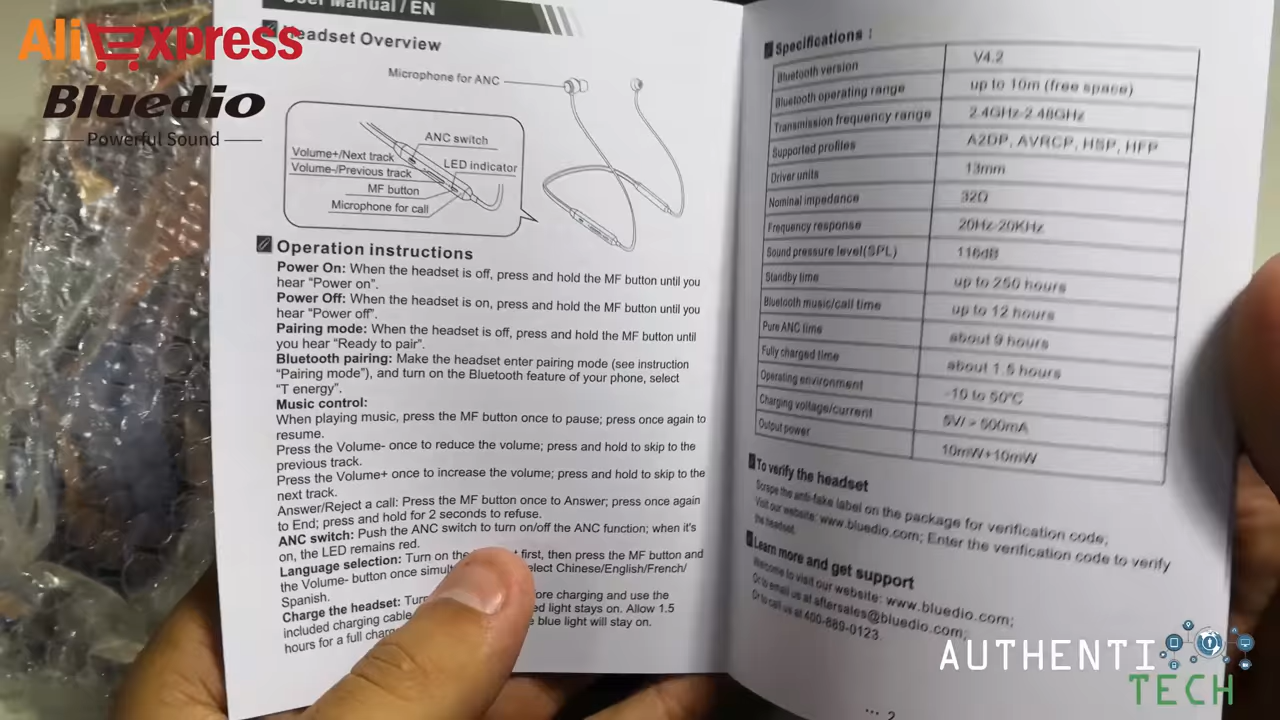 AliExpress
Bluedio
Powerful Sound
User Manual / EN
Headset Overview
Microphone for ANC
ANC switch
Volume+/Next track
LED indicator
Volume-/Previous track
MF button
Microphone for call
Operation instructions
Power On: When the headset is off, press and hold the MF button until you
hear “Power on”.
Power Off: When the headset is on, press and hold the MF button until you
hear “Power off”.
Pairing mode: When the headset is off, press and hold the MF button until
you hear “Ready to pair”.
Bluetooth pairing: Make the headset enter pairing mode (see instruction
“Pairing mode”), and turn on the Bluetooth feature of your phone, select
“T energy”.
Music control:
When playing music, press the MF button once to pause; press once again to
resume.
Press the Volume- once to reduce the volume; press and hold to skip to the
previous track.
Press the Volume+ once to increase the volume; press and hold to skip to the
next track.
Answer/Reject a call: Press the MF button once to Answer; press once again
to End; press and hold for 2 seconds to refuse.
ANC switch: Push the ANC switch to turn on/off the ANC function; when it's
on, the LED remains red.
Language selection: Turn on the first, then press the MF button and
the Volume- button once select Chinese/English/French/
Spanish.
Charge the headset: charging and use the
included charging cable light stays on. Allow 1.5
hours for a full blue light will stay on.
Specifications :
Bluetooth version V4.2
Bluetooth operating range up to 10m (free space)
Transmission frequency range 2.4GHz-2.48GHz
Supported profiles A2DP, AVRCP, HSP, HFP
Driver units 13mm
Nominal impedance 32Ω
Frequency response 20Hz-20KHz
Sound pressure level(SPL) 116dB
Standby time up to 250 hours
Bluetooth music/call time up to 12 hours
Pure ANC time about 9 hours
Fully charged time about 1.5 hours
Operating environment -10 to 50℃
Charging voltage/current 5V/ > 500mA
Output power 10mW+10mW
To verify the headset
Scrape the anti-fake label on the package for verification code;
Visit our website: www.bluedio.com; Enter the verification code to verify
the headset.
Learn more and get support
Welcome to visit our website: www.bluedio.com;
Or to email us at aftersales@bluedio.com;
Or to call us at 400-889-0123.
... 2
AUTHENTI
TECH